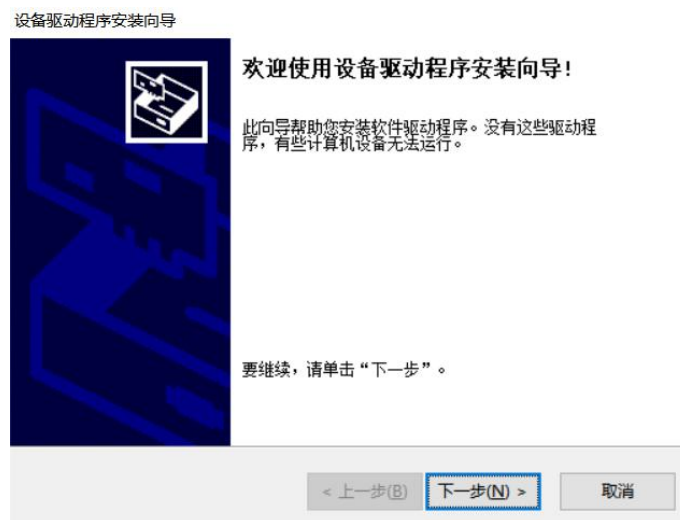 设备驱动程序安装向导
欢迎使用设备驱动程序安装向导!
此向导帮助您安装软件驱动程序。没有这些驱动程
序，有些计算机设备无法运行。
要继续，请单击“下一步”。
< 上一步(B)
下一步(N) >
取消